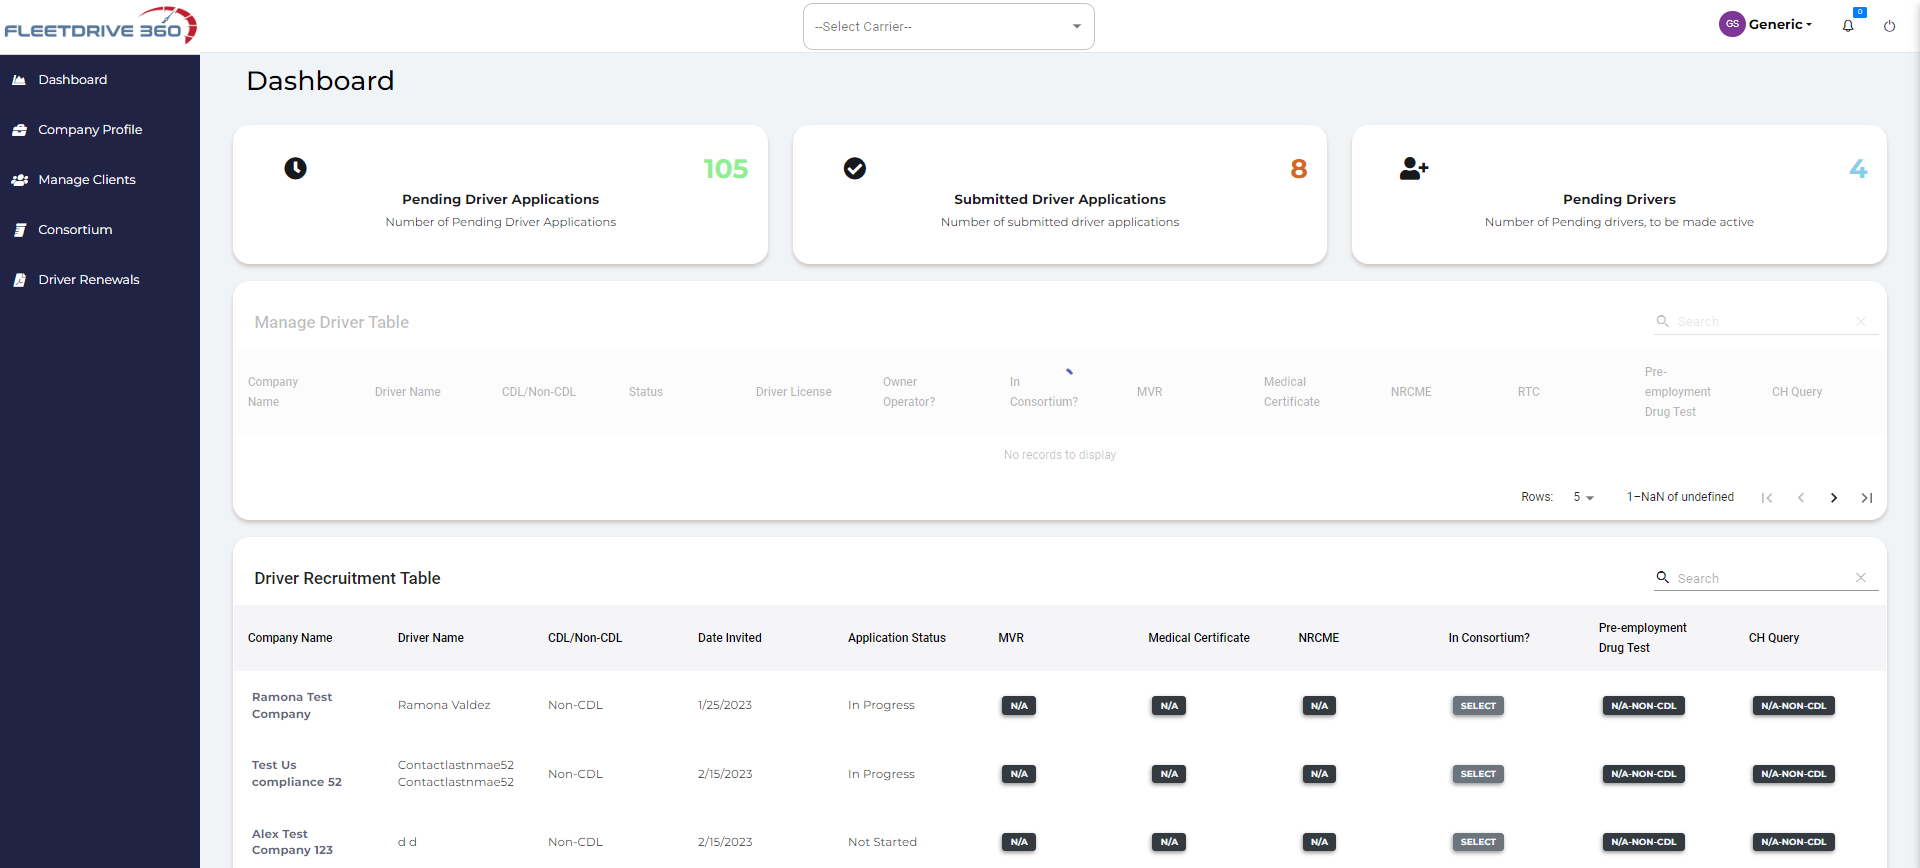 FLEETDRIVE 360
--Select Carrier--
GS Generic
0
Dashboard
Company Profile
Manage Clients
Consortium
Driver Renewals
Dashboard
105
Pending Driver Applications
Number of Pending Driver Applications
8
Submitted Driver Applications
Number of submitted driver applications
4
Pending Drivers
Number of Pending drivers, to be made active
Manage Driver Table
Search
Company Name
Driver Name
CDL/Non-CDL
Status
Driver License
Owner Operator?
In Consortium?
MVR
Medical Certificate
NRCME
RTC
Pre-employment Drug Test
CH Query
No records to display
Rows: 5 1–NaN of undefined
Driver Recruitment Table
Search
Company Name Driver Name CDL/Non-CDL Date Invited Application Status MVR Medical Certificate NRCME In Consortium? Pre-employment Drug Test CH Query
Ramona Test Company Ramona Valdez Non-CDL 1/25/2023 In Progress N/A N/A N/A SELECT N/A-NON-CDL N/A-NON-CDL
Test Us compliance 52 Contactlastnmae52 Contactlastnmae52 Non-CDL 2/15/2023 In Progress N/A N/A N/A SELECT N/A-NON-CDL N/A-NON-CDL
Alex Test Company 123 d d Non-CDL 2/15/2023 Not Started N/A N/A N/A SELECT N/A-NON-CDL N/A-NON-CDL